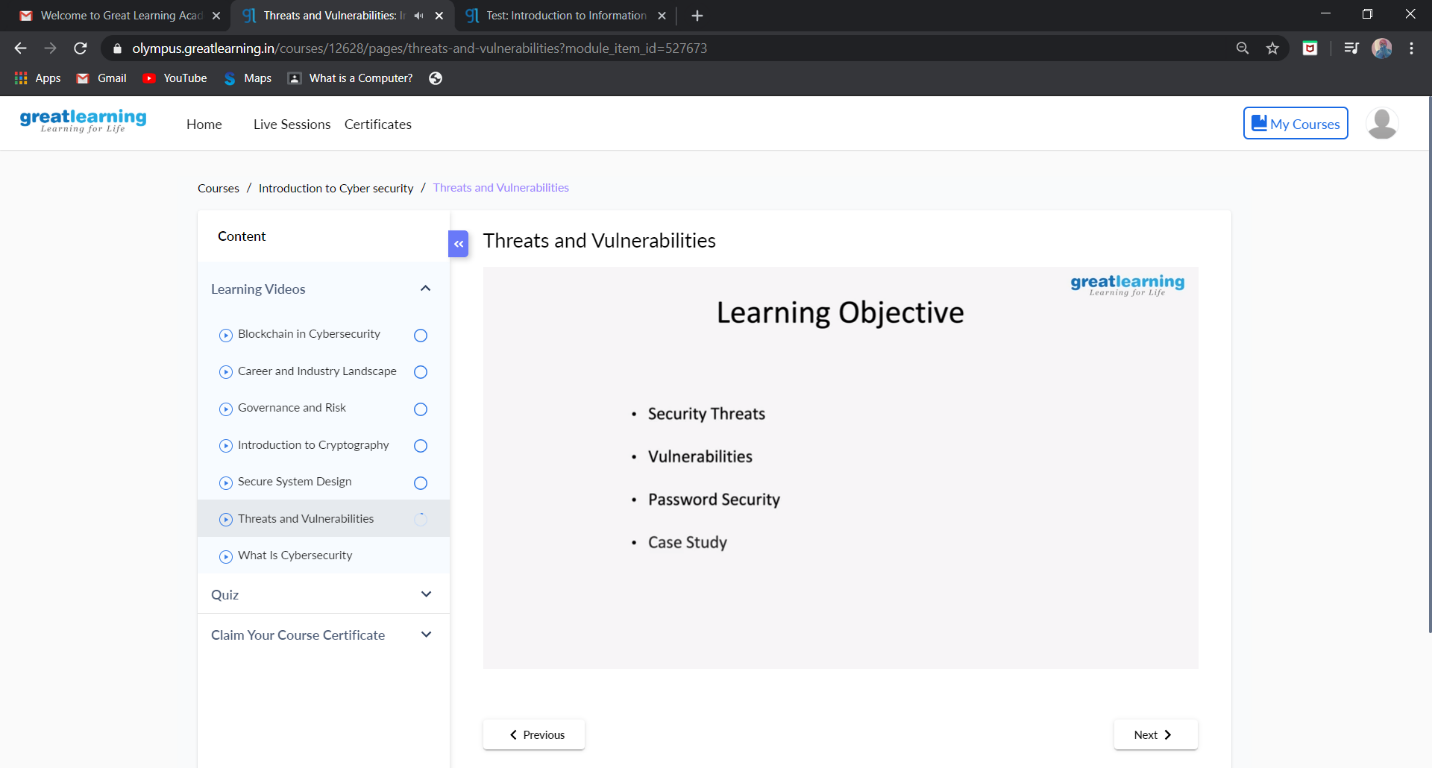 Welcome to Great Learning Acad
Threats and Vulnerabilities: I
Test: Introduction to Information
olympus.greatlearning.in/courses/12628/pages/threats-and-vulnerabilities?module_item_id=527673
Apps Gmail YouTube Maps What is a Computer?
greatlearning
Learning for Life
Home Live Sessions Certificates
My Courses
Courses / Introduction to Cyber security / Threats and Vulnerabilities
Content
Learning Videos
Blockchain in Cybersecurity
Career and Industry Landscape
Governance and Risk
Introduction to Cryptography
Secure System Design
Threats and Vulnerabilities
What Is Cybersecurity
Quiz
Claim Your Course Certificate
Threats and Vulnerabilities
greatlearning
Learning for Life
Learning Objective
• Security Threats
• Vulnerabilities
• Password Security
• Case Study
Previous
Next